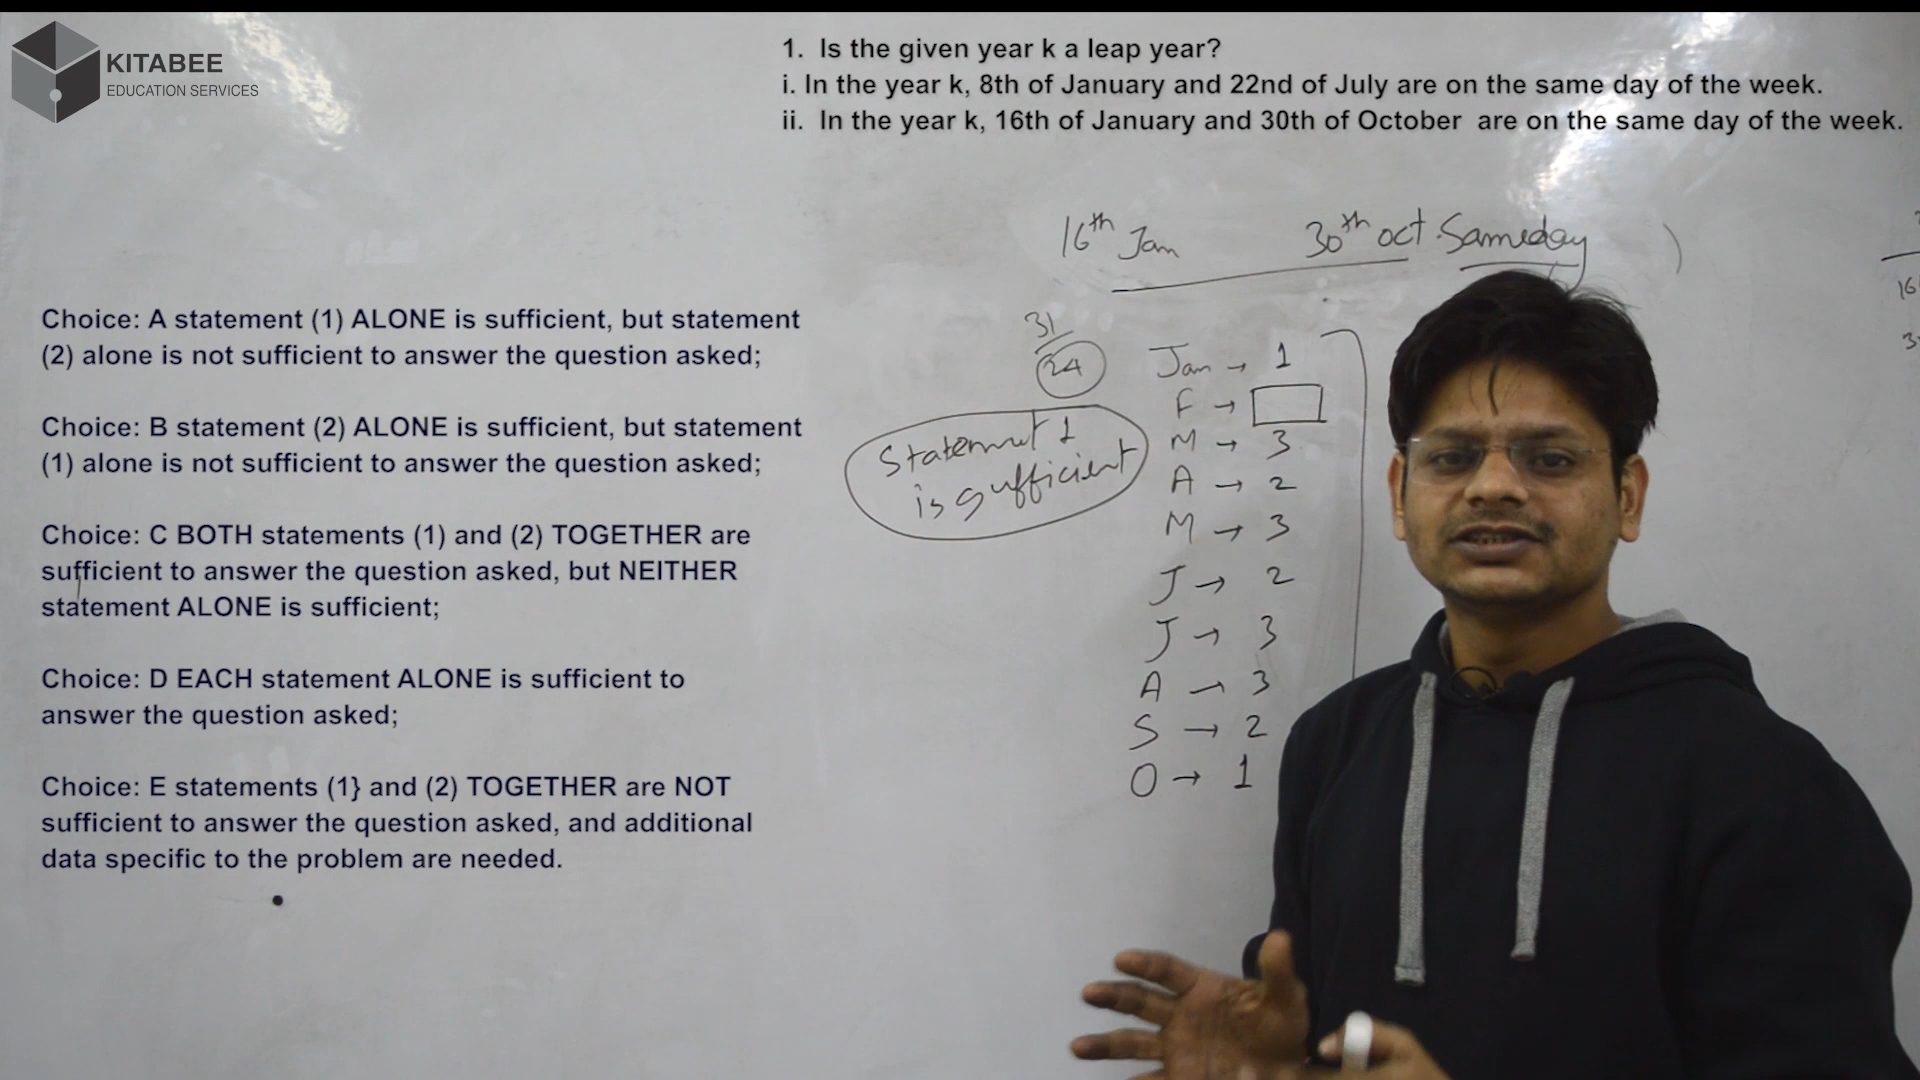 KITABEE
EDUCATION SERVICES
1. Is the given year k a leap year?
i. In the year k, 8th of January and 22nd of July are on the same day of the week.
ii. In the year k, 16th of January and 30th of October are on the same day of the week.
16th Jan 30th oct Sameday
Choice: A statement (1) ALONE is sufficient, but statement
(2) alone is not sufficient to answer the question asked;
Choice: B statement (2) ALONE is sufficient, but statement
(1) alone is not sufficient to answer the question asked;
Choice: C BOTH statements (1) and (2) TOGETHER are
sufficient to answer the question asked, but NEITHER
statement ALONE is sufficient;
Choice: D EACH statement ALONE is sufficient to
answer the question asked;
Choice: E statements (1} and (2) TOGETHER are NOT
sufficient to answer the question asked, and additional
data specific to the problem are needed.
31
24
Statement 1
is sufficient
Jan → 1
F →
M → 3
A → 2
M → 3
J → 2
J → 3
A → 3
S → 2
O → 1
16
3